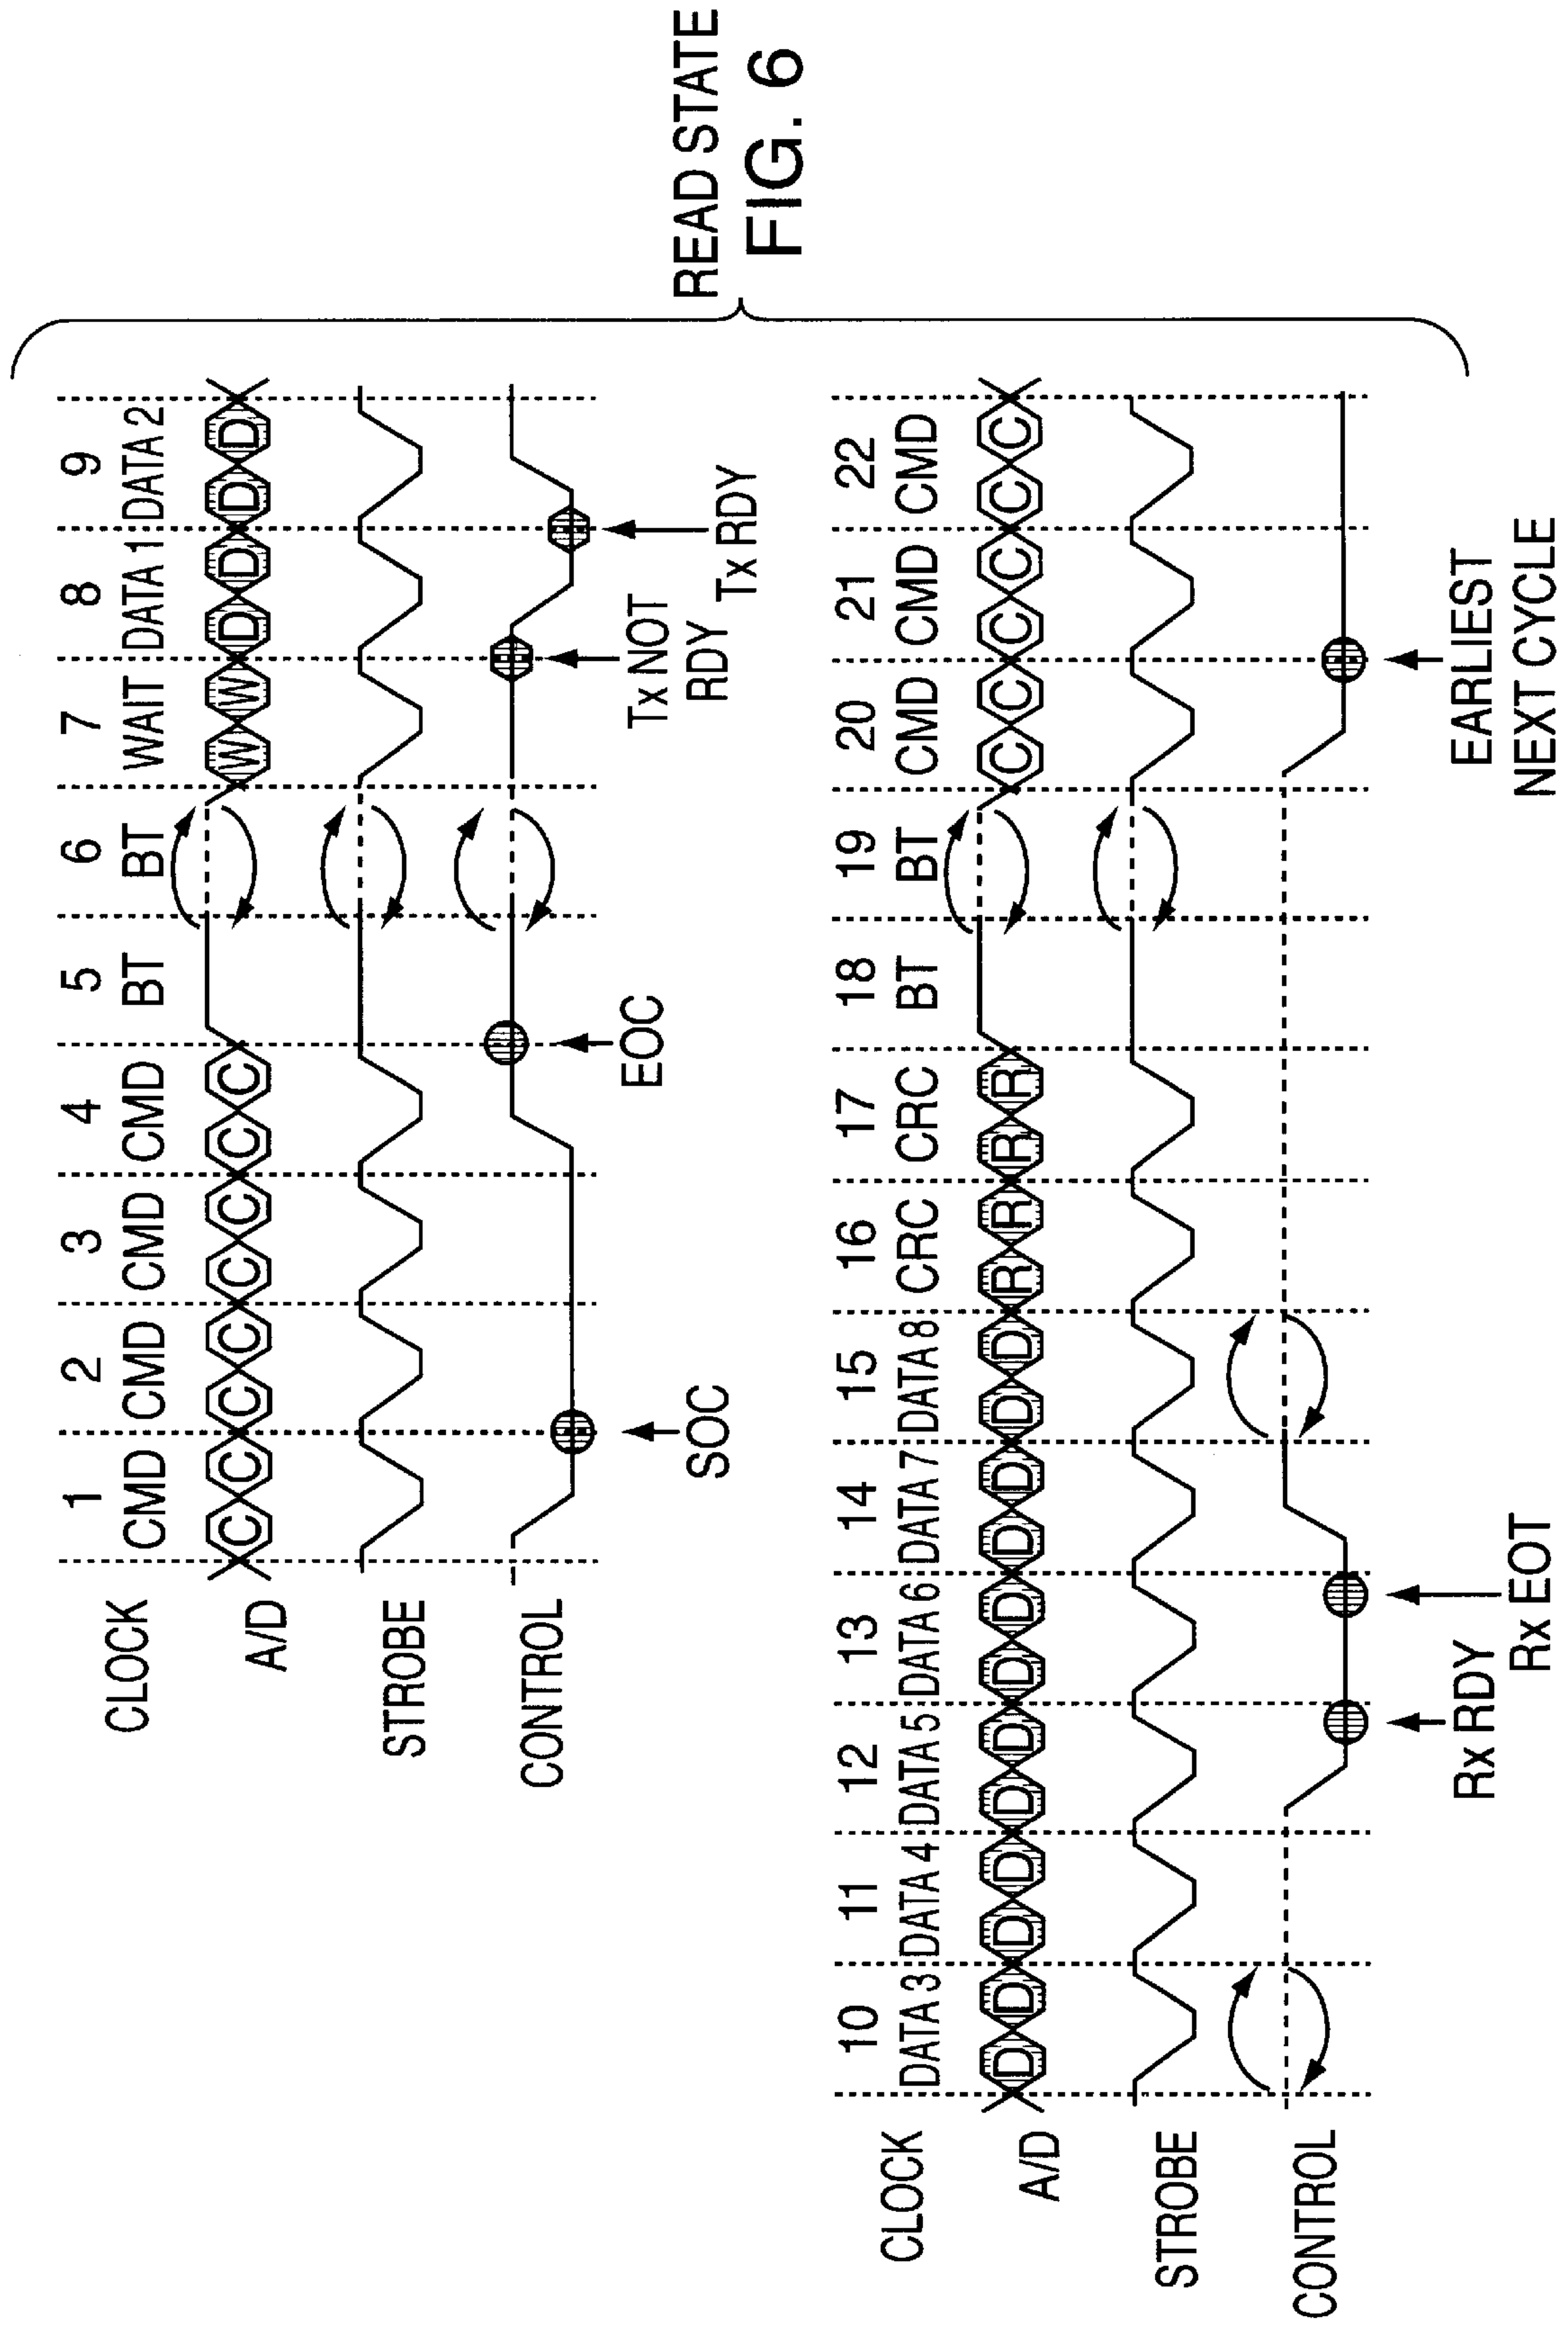 1 2 3 4 5 6 7 8 9
CLOCK CMD CMD CMD CMD BT BT WAIT DATA 1 DATA 2
A/D C C C C C C C C W W D D D D
STROBE
CONTROL
SOC
EOC
Tx NOT
RDY
Tx RDY
10 11 12 13 14 15 16 17 18 19 20 21 22
CLOCK DATA 3 DATA 4 DATA 5 DATA 6 DATA 7 DATA 8 CRC CRC BT BT CMD CMD CMD
A/D D D D D D D D D D D D D R R R R C C C C C C
STROBE
CONTROL
Rx RDY
Rx EOT
EARLIEST
NEXT CYCLE
READ STATE
FIG. 6